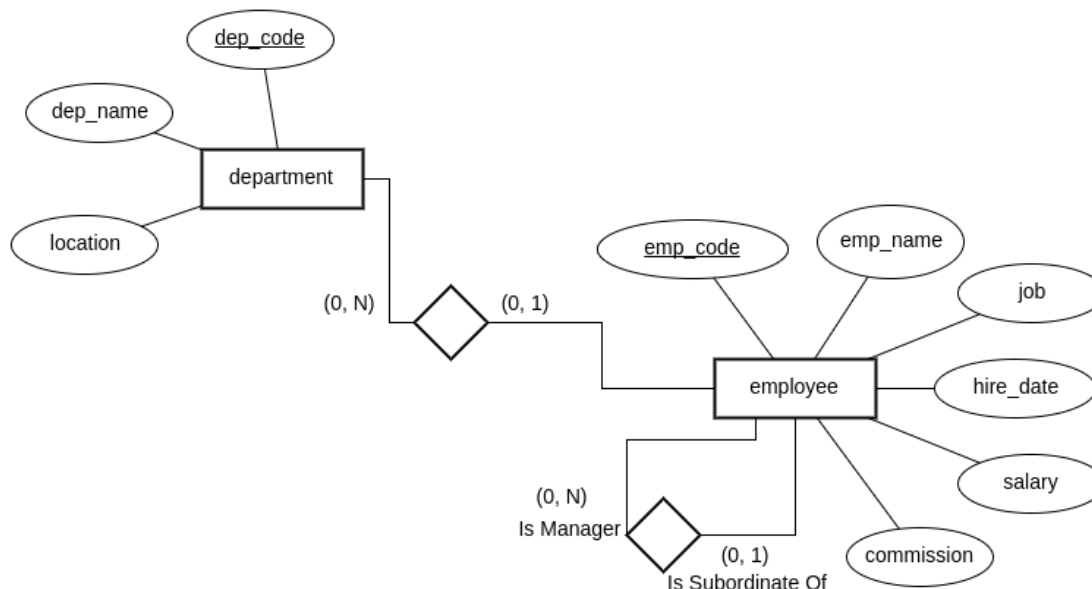 dep_code
dep_name
department
location
emp_code
emp_name
job
(0, N)
(0, 1)
employee
hire_date
salary
(0, N)
Is Manager
(0, 1)
commission
Is Subordinate Of